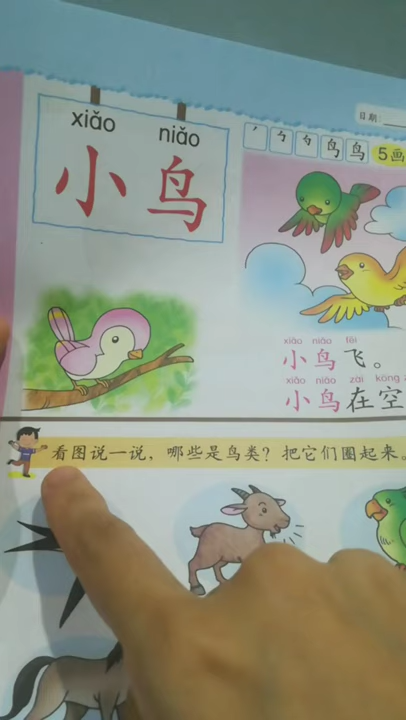 日期：
xiǎo niǎo
小鸟
鸟 鸟 5画
xiǎo niǎo fēi
小鸟飞。
xiǎo niǎo zài kōng
小鸟在空
看图说一说，哪些是鸟类？把它们圈起来。